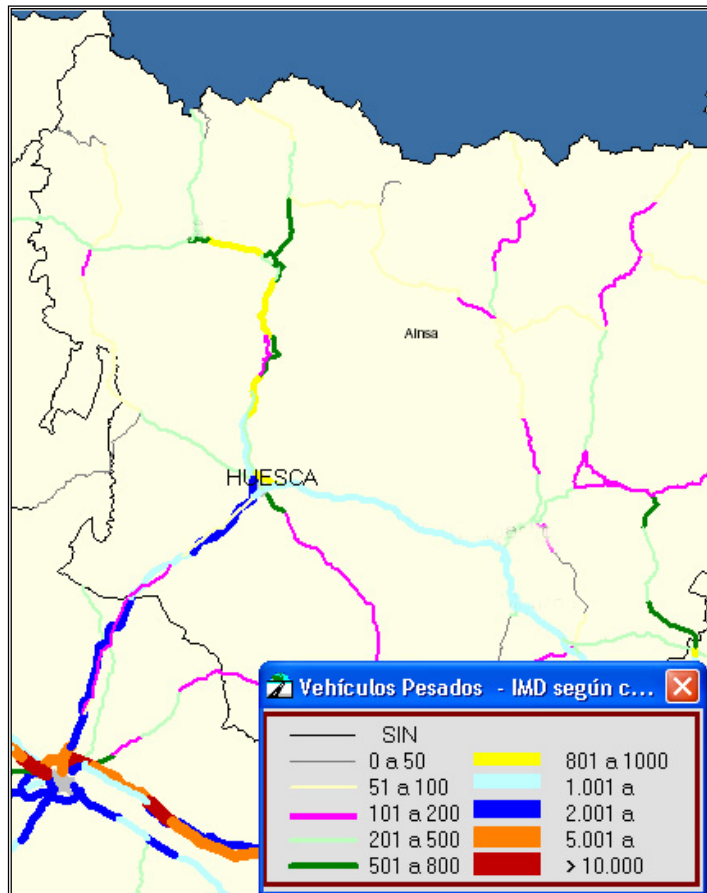 Ainsa
HUESCA
Vehículos Pesados - IMD según c...
SIN
0 a 50
51 a 100
101 a 200
201 a 500
501 a 800
801 a 1000
1.001 a
2.001 a
5.001 a
> 10.000